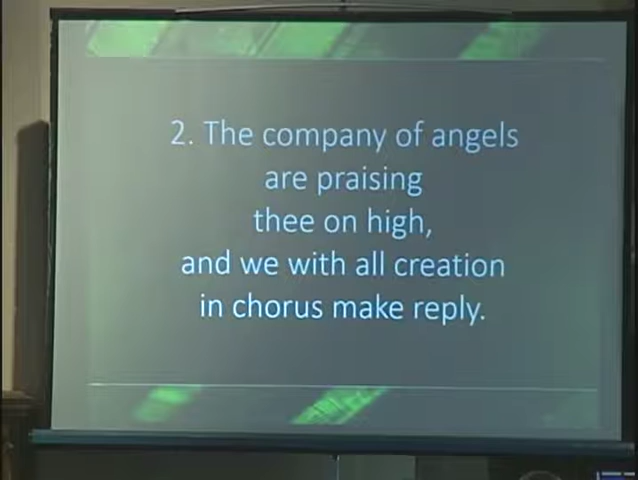 2. The company of angels
are praising
thee on high,
and we with all creation
in chorus make reply.